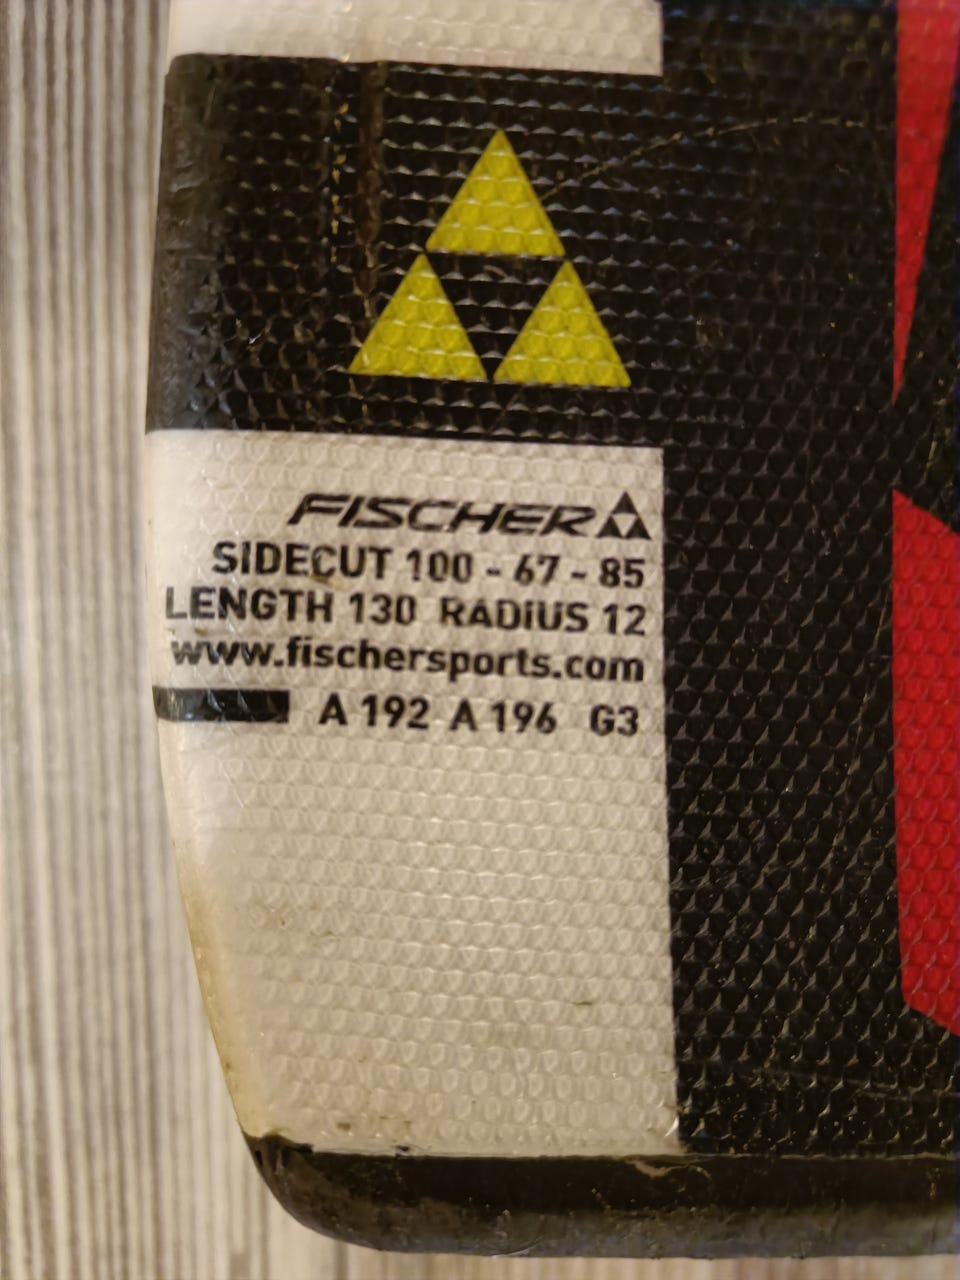 FISCHER
SIDECUT 100 - 67 - 85
LENGTH 130 RADIUS 12
www.fischersports.com
A 192 A 196 G3